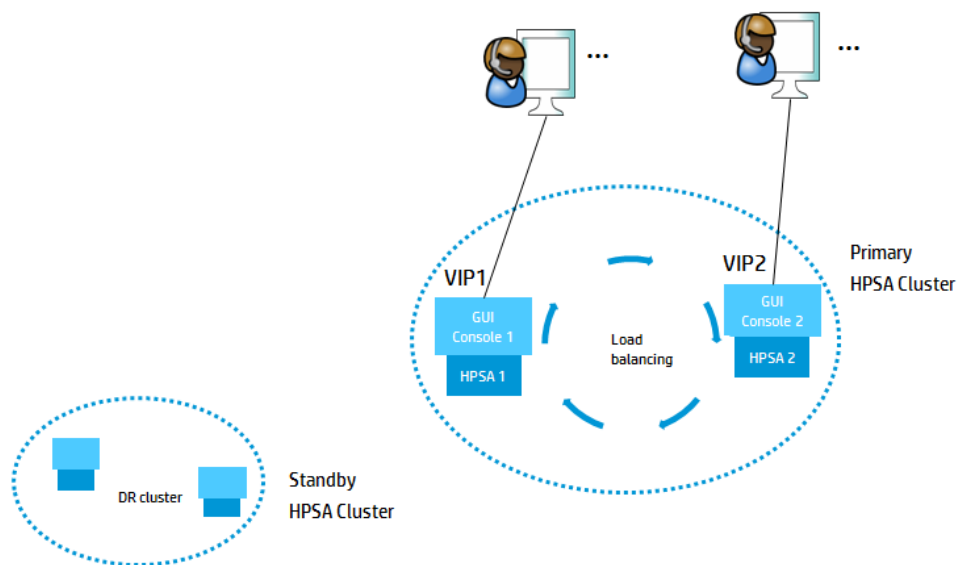 ...
...
VIP1
VIP2
Primary
HPSA Cluster
GUI
Console 1
HPSA 1
Load
balancing
GUI
Console 2
HPSA 2
DR cluster
Standby
HPSA Cluster